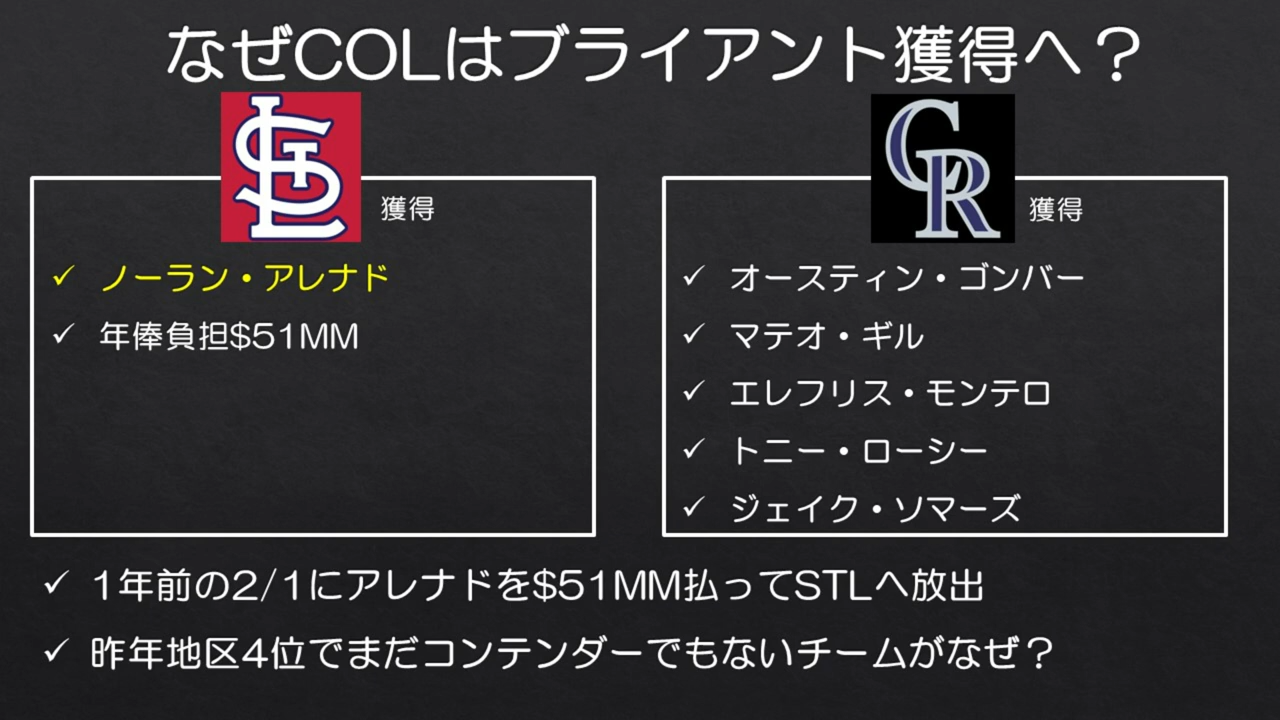 なぜCOLはブライアント獲得へ？
STL
獲得
✓ ノーラン・アレナド
✓ 年俸負担$51MM
CR
獲得
✓ オースティン・ゴンバー
✓ マテオ・ギル
✓ エレフリス・モンテロ
✓ トニー・ローシー
✓ ジェイク・ソマーズ
✓ 1年前の2/1にアレナドを$51MM払ってSTLへ放出
✓ 昨年地区4位でまだコンテンダーでもないチームがなぜ？